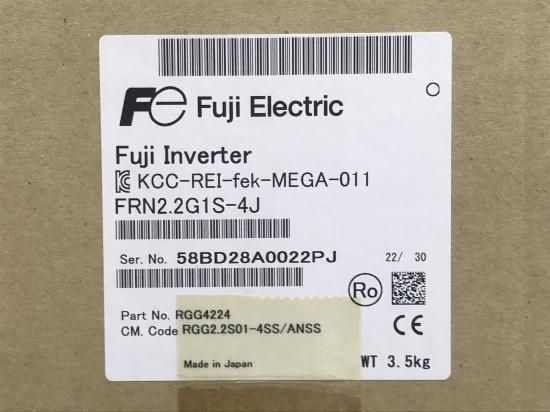 Fe Fuji Electric
Fuji Inverter
KCC-REI-fek-MEGA-011
FRN2.2G1S-4J
Ser. No. 58BD28A0022PJ 22/ 30
Ro
Part No. RGG4224
CM. Code RGG2.2S01-4SS/ANSS
CE
Made in Japan WT 3.5kg